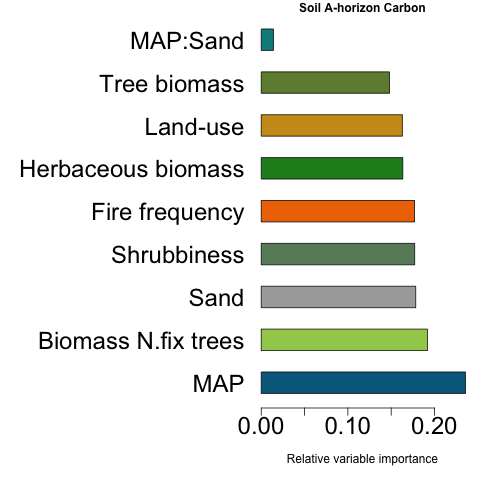 Soil A-horizon Carbon
MAP:Sand
Tree biomass
Land-use
Herbaceous biomass
Fire frequency
Shrubbiness
Sand
Biomass N.fix trees
MAP
0.00 0.10 0.20
Relative variable importance